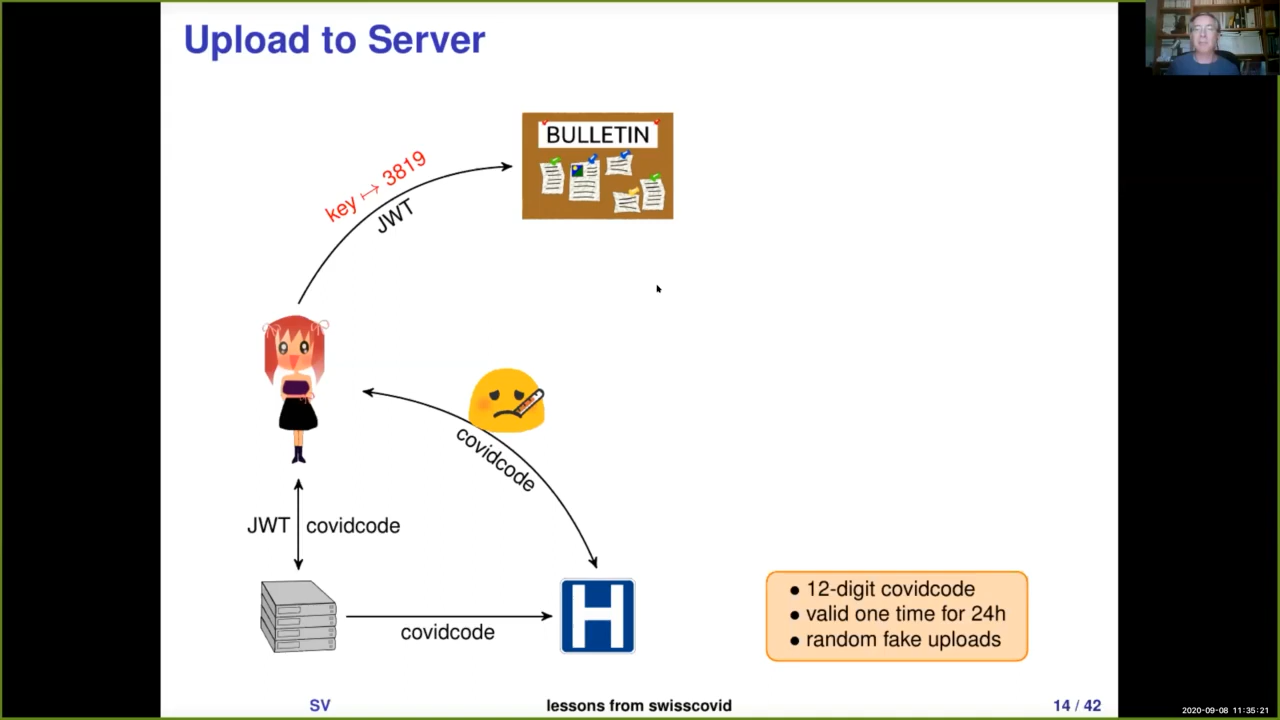 Upload to Server
BULLETIN
key ↦ 3819
JWT
covidcode
JWT
covidcode
covidcode
H
• 12-digit covidcode
• valid one time for 24h
• random fake uploads
SV
lessons from swisscovid
14 / 42
2020-09-08 11:35:21